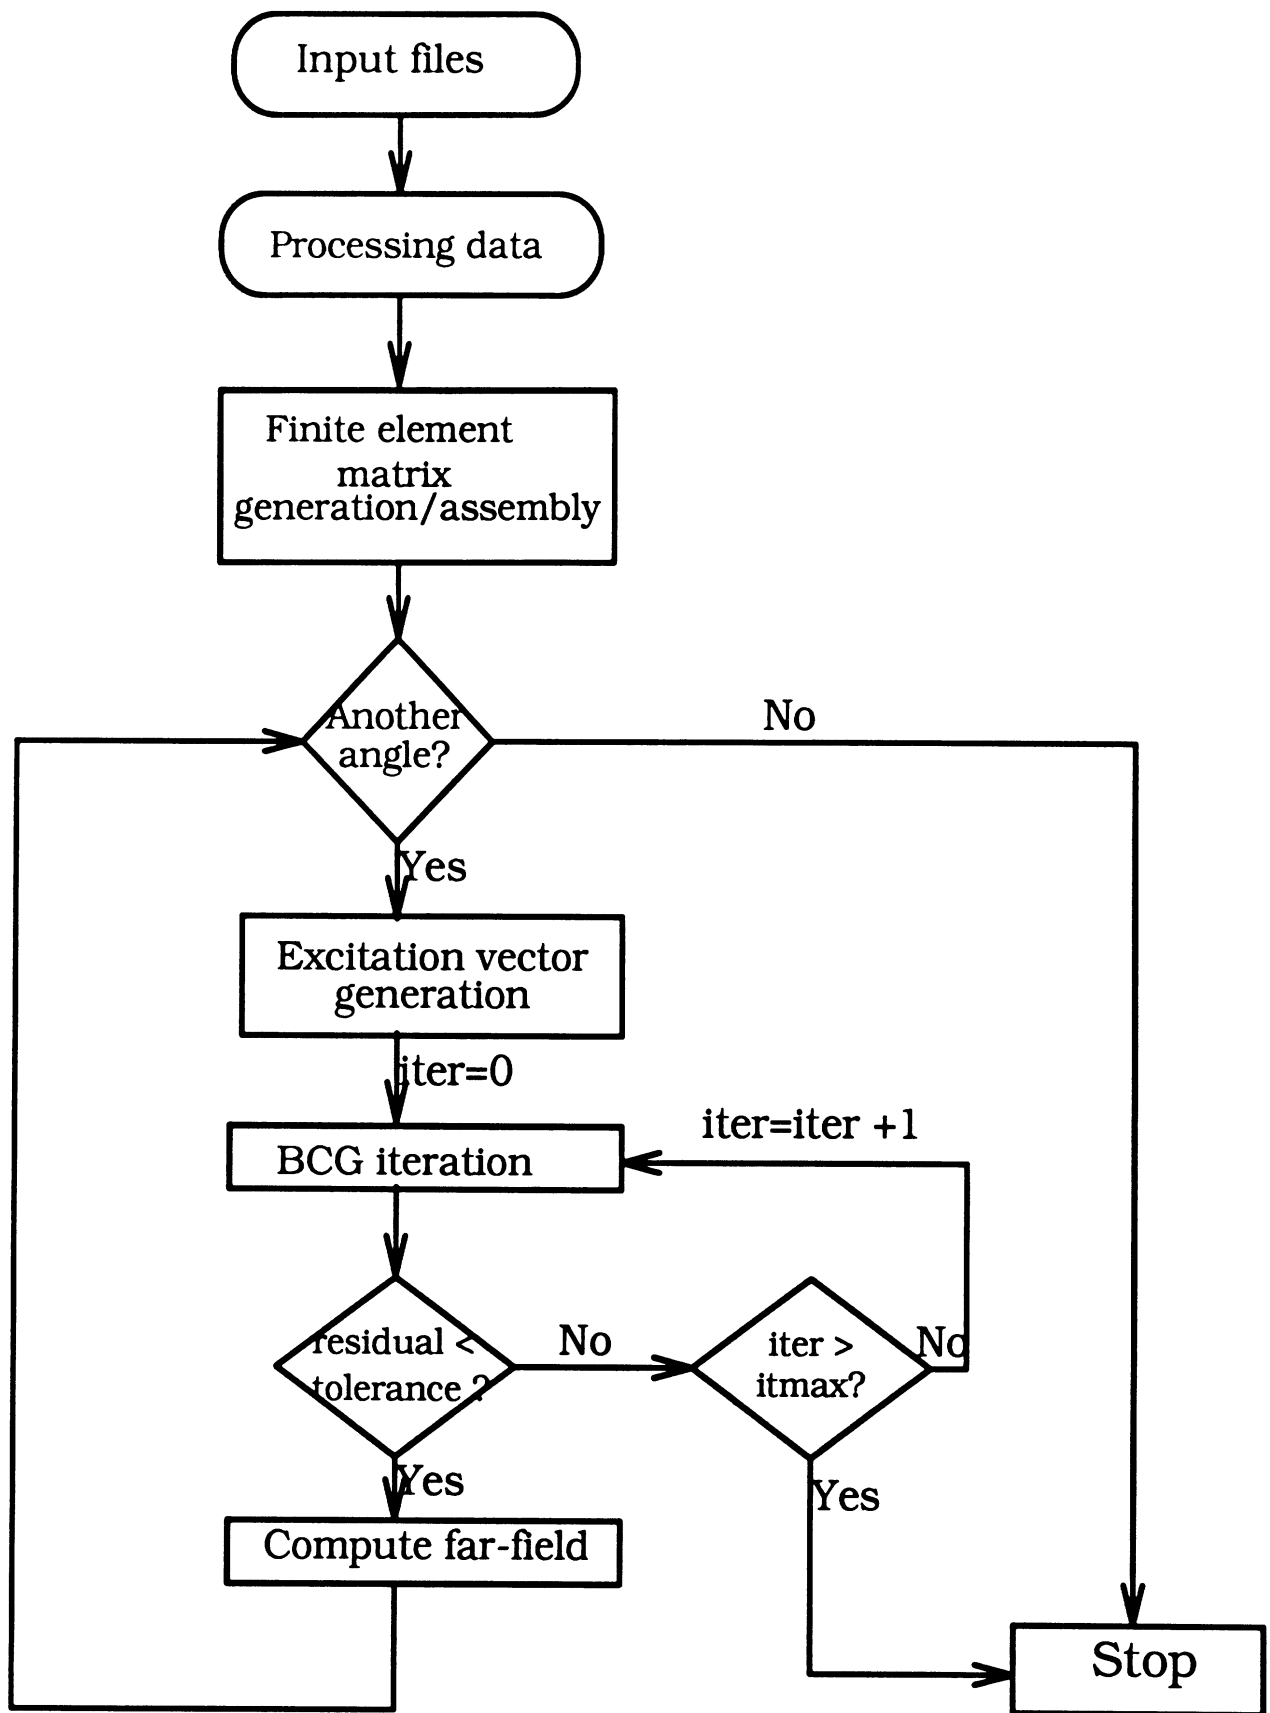 Input files
Processing data
Finite element
matrix
generation/assembly
Another
angle?
No
Yes
Excitation vector
generation
iter=0
iter=iter +1
BCG iteration
residual <
tolerance ?
No
iter >
itmax?
No
Yes
Yes
Compute far-field
Stop